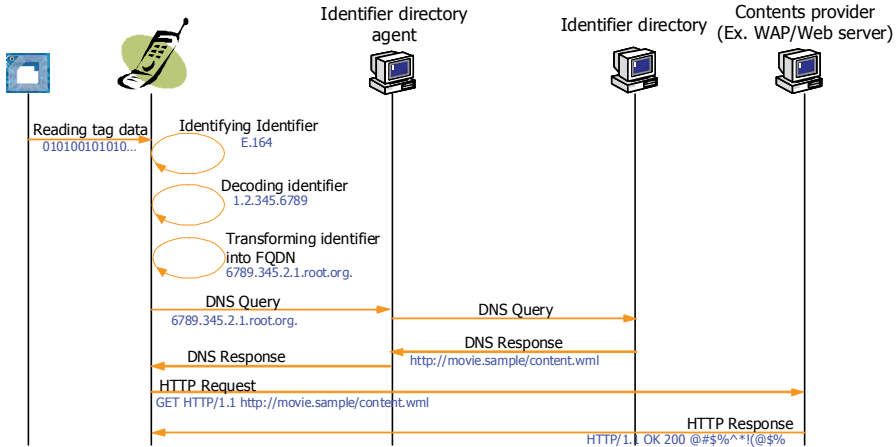 Identifier directory
agent
Identifier directory
Contents provider
(Ex. WAP/Web server)
Reading tag data
010100101010...
Identifying Identifier
E.164
Decoding identifier
1.2.345.6789
Transforming identifier
into FQDN
6789.345.2.1.root.org.
DNS Query
6789.345.2.1.root.org.
DNS Query
DNS Response
http://movie.sample/content.wml
DNS Response
HTTP Request
GET HTTP/1.1 http://movie.sample/content.wml
HTTP Response
HTTP/1.1 OK 200 @#$%^*!(@$%